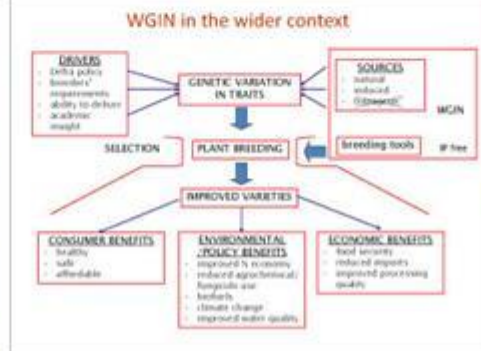 WGIN in the wider context
DRIVERS
- Defra policy
- breeders'
requirements
- ability to deliver
- academic
insight
GENETIC VARIATION
IN TRAITS
SOURCES
- natural
- induced
WGIN
SELECTION
PLANT BREEDING
breeding tools
IP free
IMPROVED VARIETIES
CONSUMER BENEFITS
- healthy
- safe
- affordable
ENVIRONMENTAL
/POLICY BENEFITS
- improved N economy
- reduced agrochemical/
fungicide use
- biofuels
- climate change
- improved water quality
ECONOMIC BENEFITS
- food security
- reduced imports
- improved processing
quality